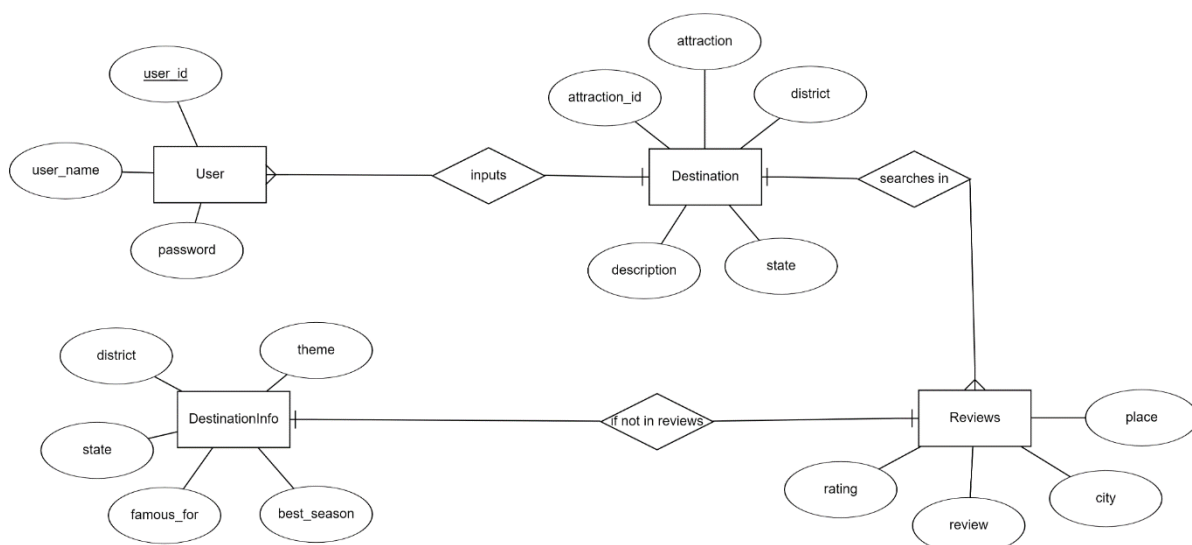 attraction
user_id
attraction_id
district
user_name
User
inputs
Destination
searches in
password
description
state
district
theme
DestinationInfo
if not in reviews
Reviews
place
state
rating
city
famous_for
best_season
review